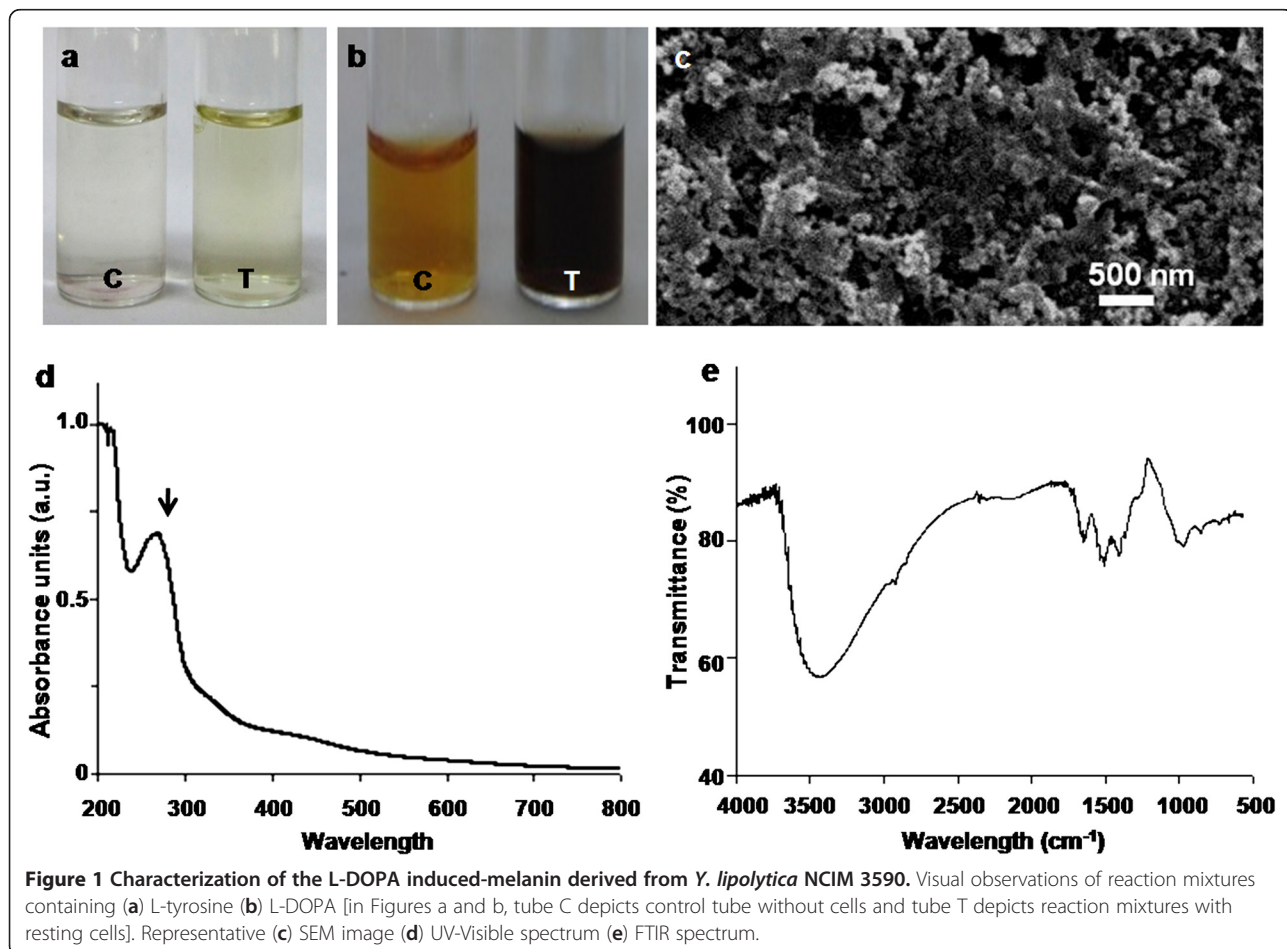 a
C
T
b
C
T
c
500 nm
d
1.0
0.5
0
Absorbance units (a.u.)
200 300 400 500 600 700 800
Wavelength
e
100
80
60
40
Transmittance (%)
4000 3500 3000 2500 2000 1500 1000 500
Wavelength (cm⁻¹)
Figure 1 Characterization of the L-DOPA induced-melanin derived from Y. lipolytica NCIM 3590. Visual observations of reaction mixtures
containing (a) L-tyrosine (b) L-DOPA [in Figures a and b, tube C depicts control tube without cells and tube T depicts reaction mixtures with
resting cells]. Representative (c) SEM image (d) UV-Visible spectrum (e) FTIR spectrum.